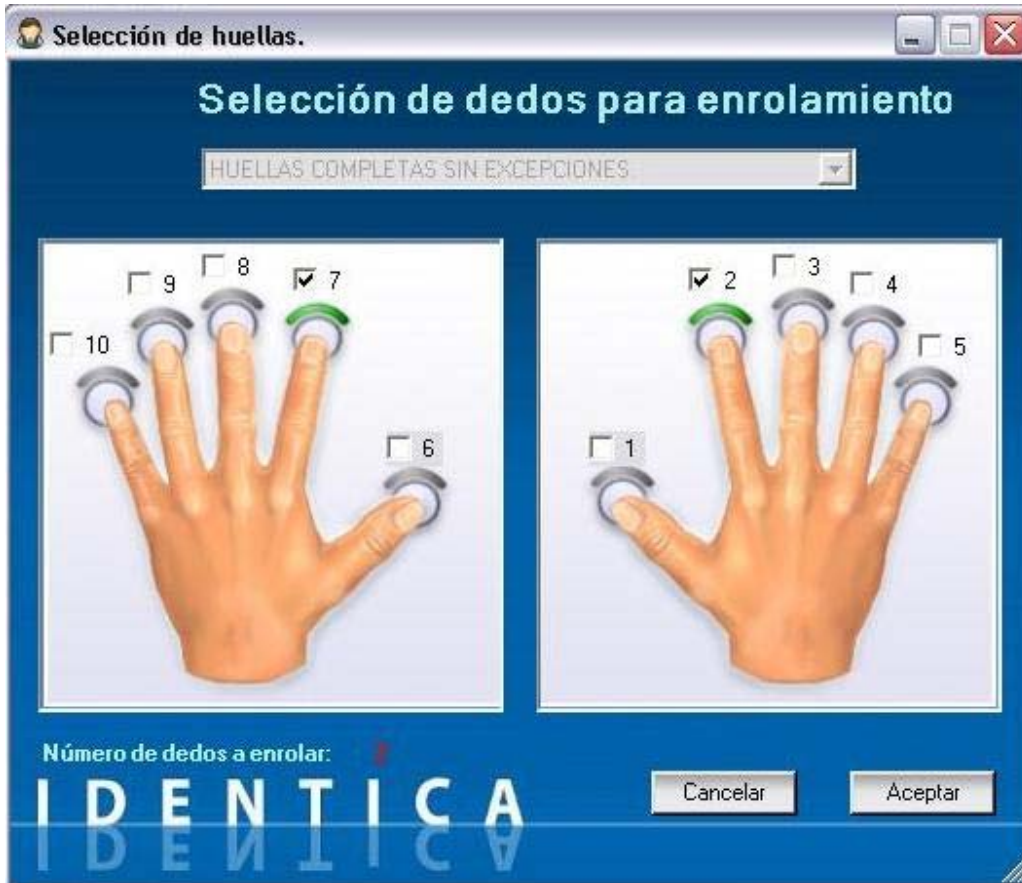 Selección de huellas.
Selección de dedos para enrolamiento
HUELLAS COMPLETAS SIN EXCEPCIONES
10
9
8
7
6
1
2
3
4
5
Número de dedos a enrolar: 2
IDENTICA
Cancelar
Aceptar